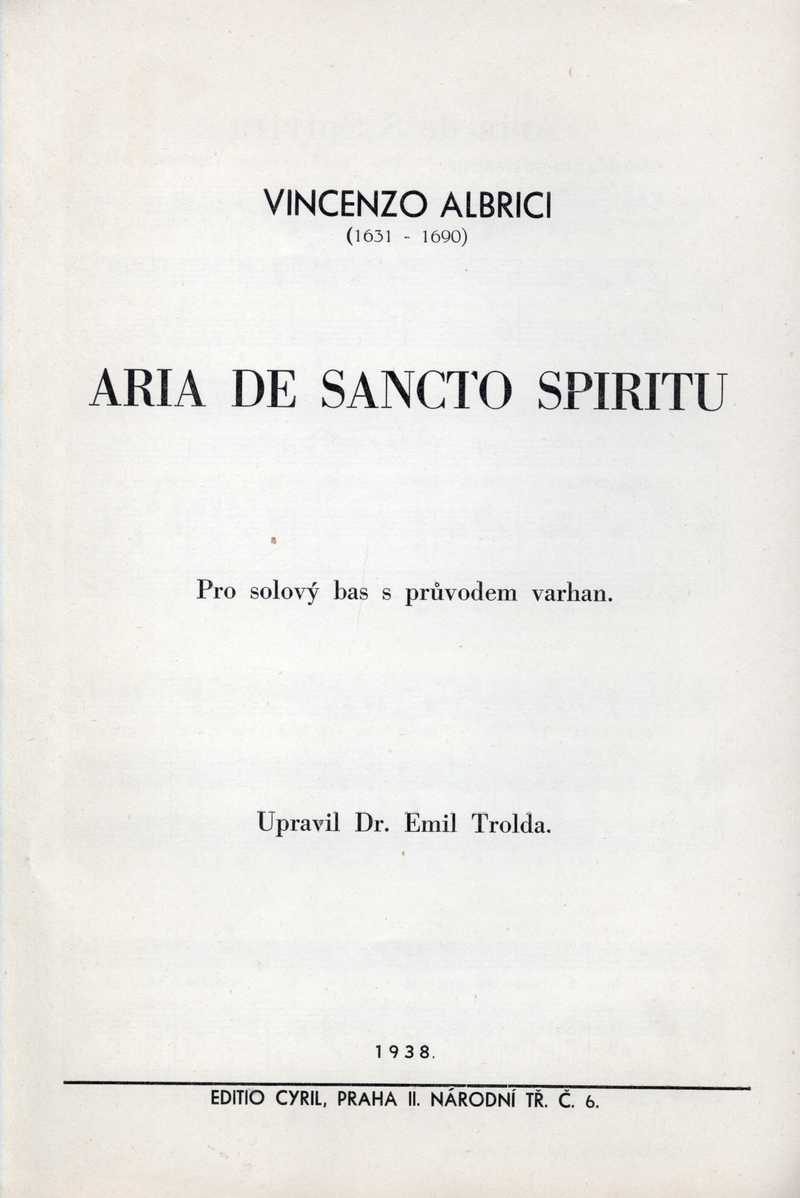 VINCENZO ALBRICI
(1631 - 1690)
ARIA DE SANCTO SPIRITU
Pro solový bas s průvodem varhan.
Upravil Dr. Emil Trolda.
1938.
EDITIO CYRIL, PRAHA II. NÁRODNÍ TŘ. Č. 6.